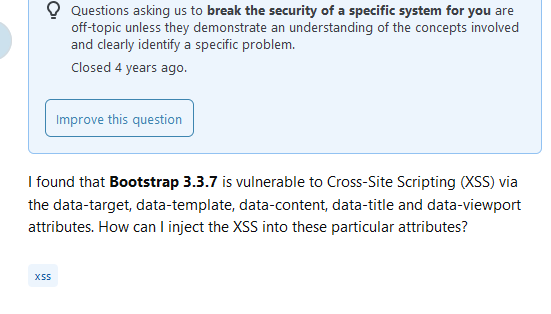 Questions asking us to break the security of a specific system for you are
off-topic unless they demonstrate an understanding of the concepts involved
and clearly identify a specific problem.
Closed 4 years ago.
Improve this question
I found that Bootstrap 3.3.7 is vulnerable to Cross-Site Scripting (XSS) via
the data-target, data-template, data-content, data-title and data-viewport
attributes. How can I inject the XSS into these particular attributes?
xss